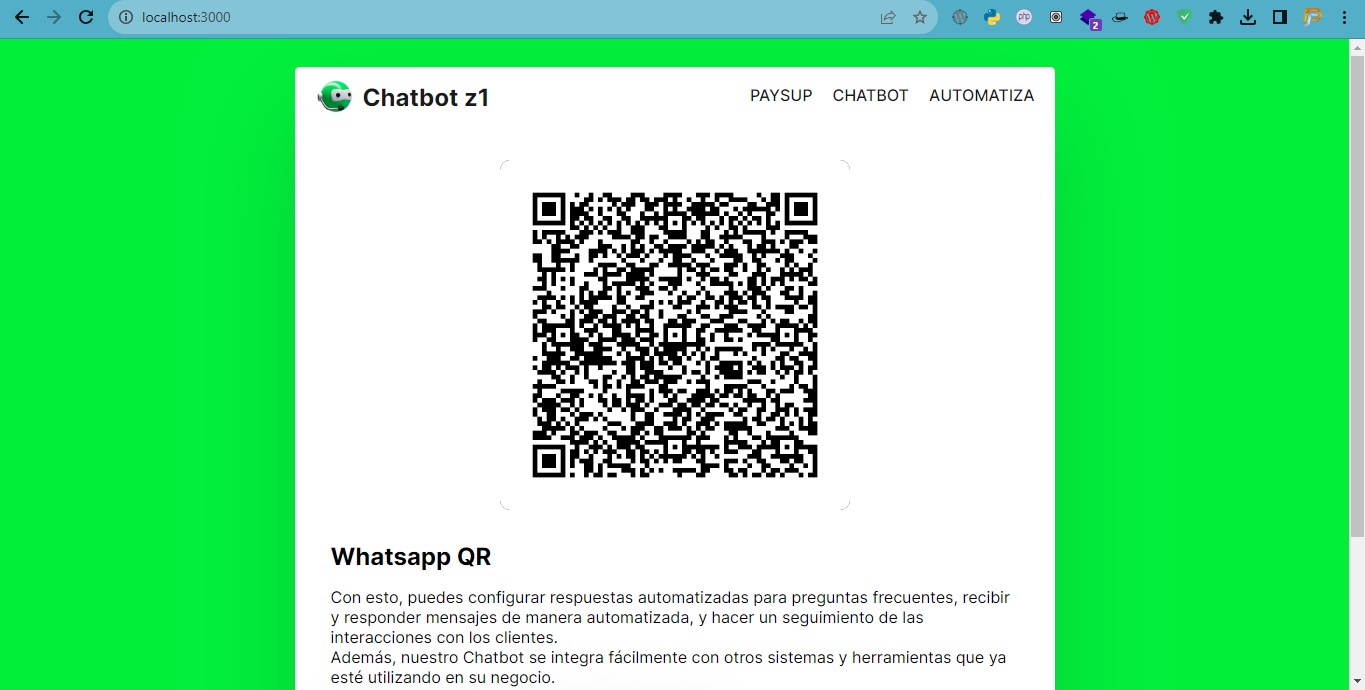 localhost:3000
php
2
Chatbot z1
PAYSUP CHATBOT AUTOMATIZA
Whatsapp QR
Con esto, puedes configurar respuestas automatizadas para preguntas frecuentes, recibir
y responder mensajes de manera automatizada, y hacer un seguimiento de las
interacciones con los clientes.
Además, nuestro Chatbot se integra fácilmente con otros sistemas y herramientas que ya
esté utilizando en su negocio.